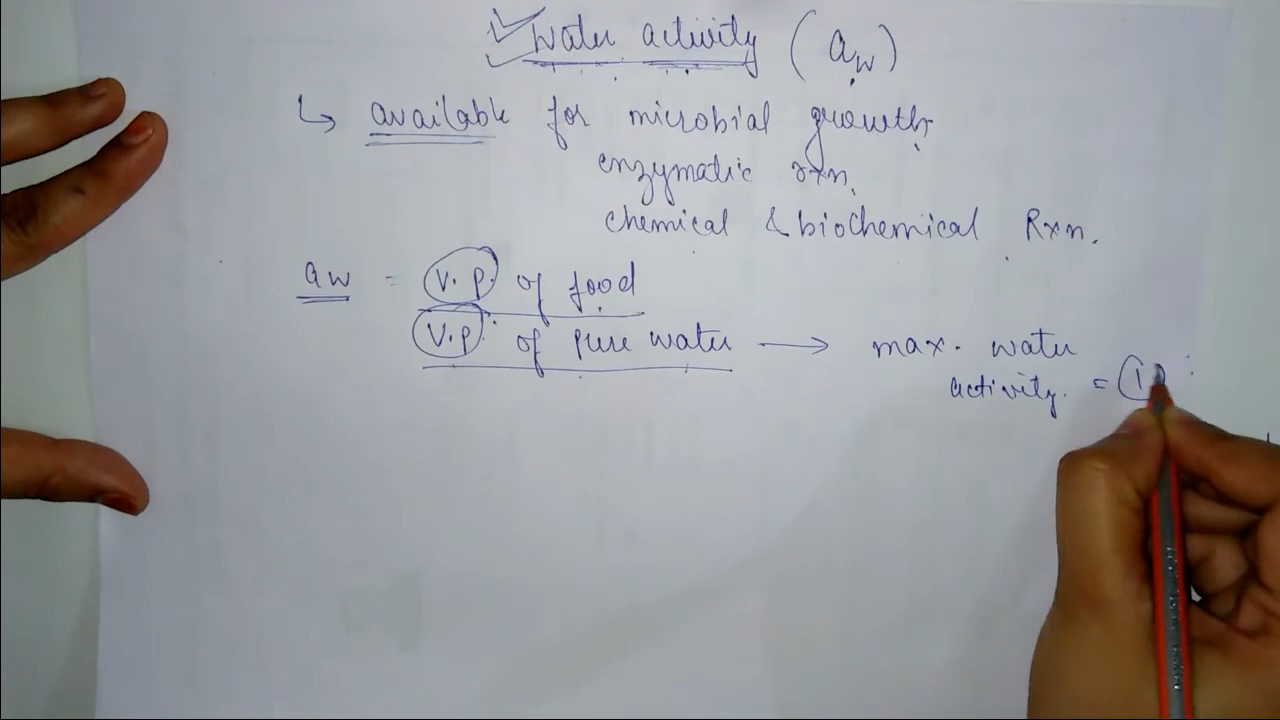 Water activity (aw)
↳ available for microbial growth
enzymatic rxn.
chemical & biochemical Rxn.
aw = V.P. of food
V.P. of pure water → max. water
activity. = 1